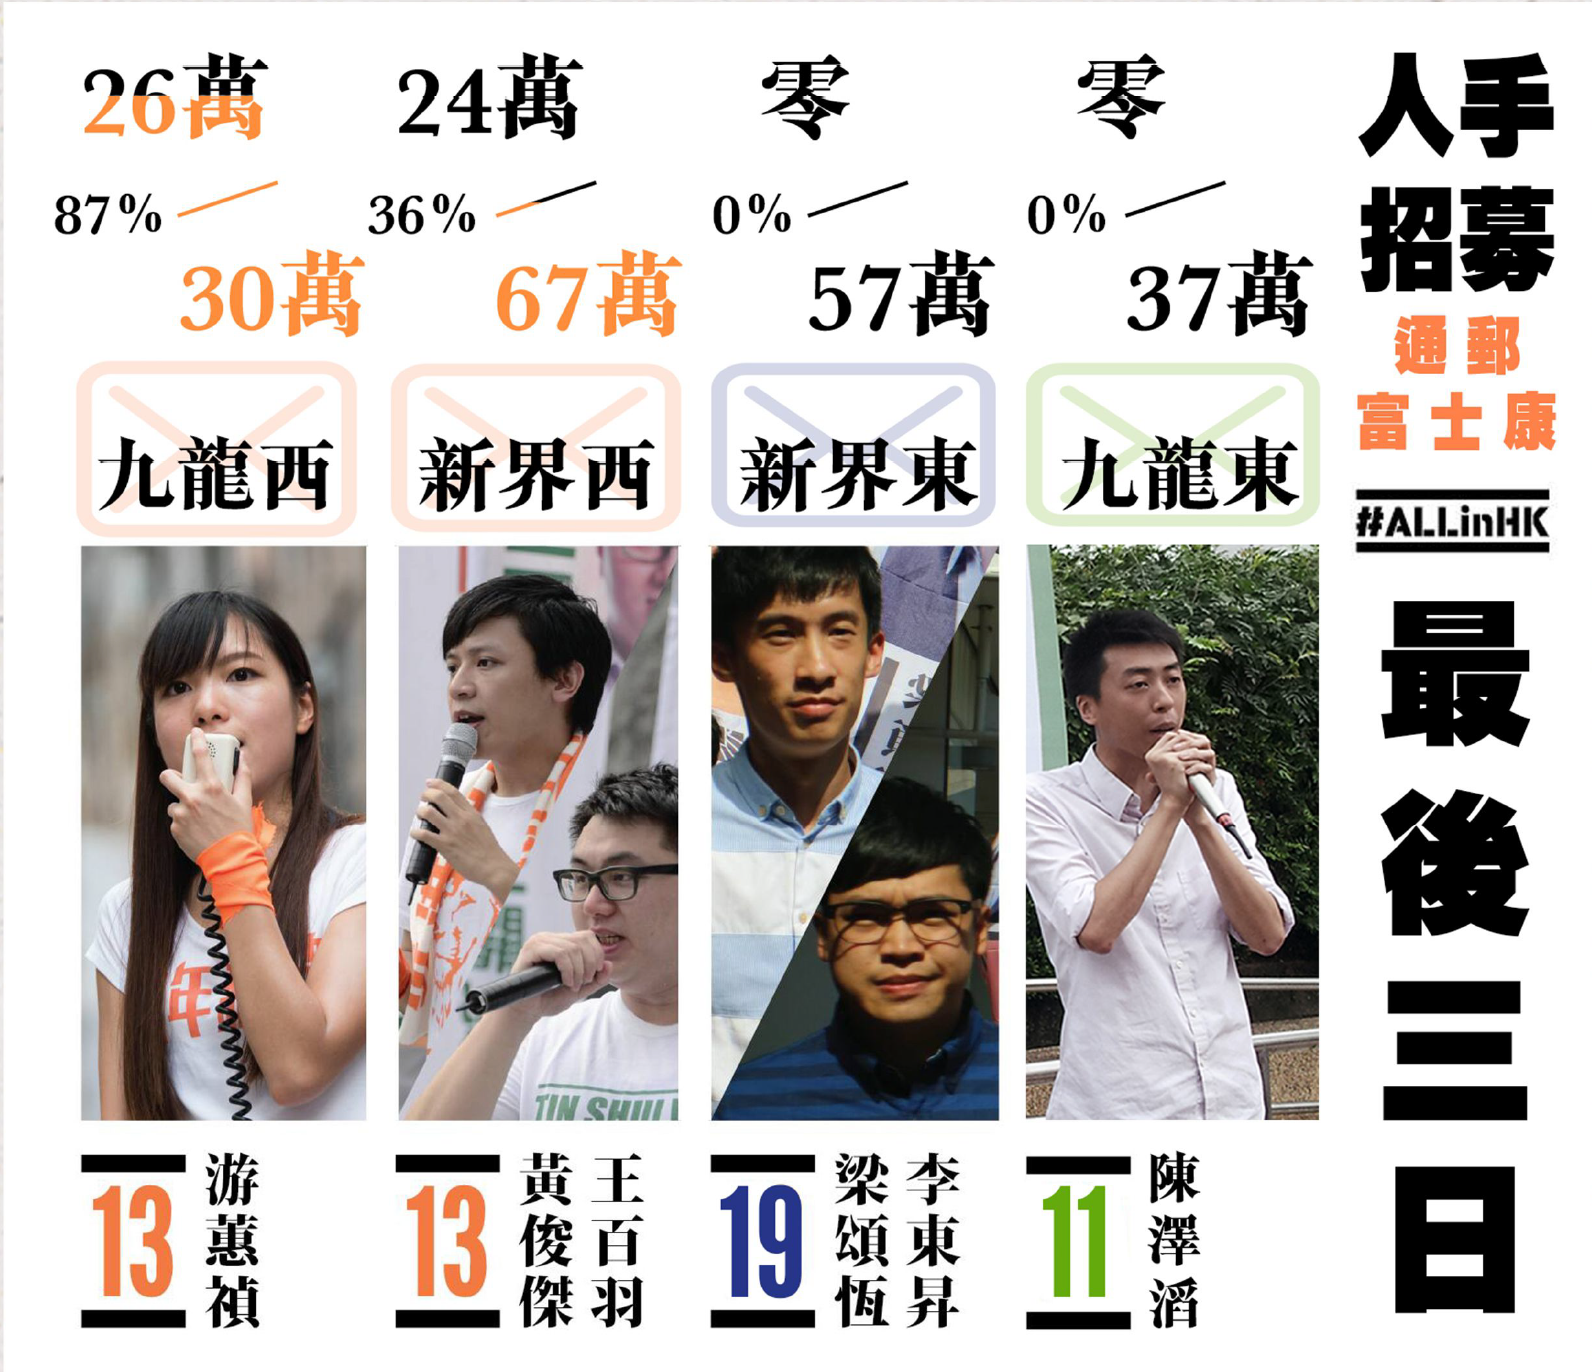 人手
招募
通郵
富士康
#ALLinHK
最後三日
26萬
87%
30萬
九龍西
13
游蕙禎
24萬
36%
67萬
新界西
TIN SHUI
13
黃俊傑
王百羽
零
0%
57萬
新界東
19
梁頌恆
李東昇
零
0%
37萬
九龍東
11
陳澤滔